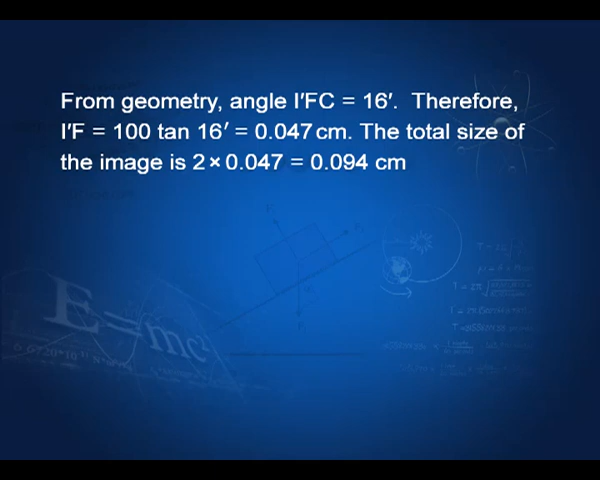 From geometry, angle I′FC = 16′. Therefore,
I′F = 100 tan 16′ = 0.047 cm. The total size of
the image is 2 × 0.047 = 0.094 cm
E=mc²